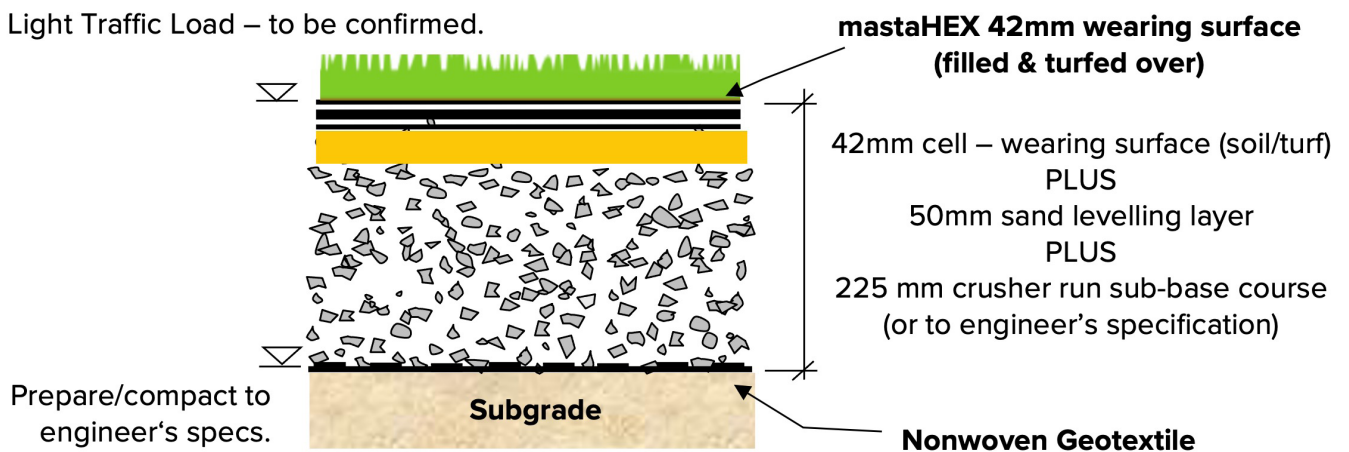 Light Traffic Load – to be confirmed.
mastaHEX 42mm wearing surface
(filled & turfed over)
42mm cell – wearing surface (soil/turf)
PLUS
50mm sand levelling layer
PLUS
225 mm crusher run sub-base course
(or to engineer’s specification)
Prepare/compact to
engineer‘s specs.
Subgrade
Nonwoven Geotextile